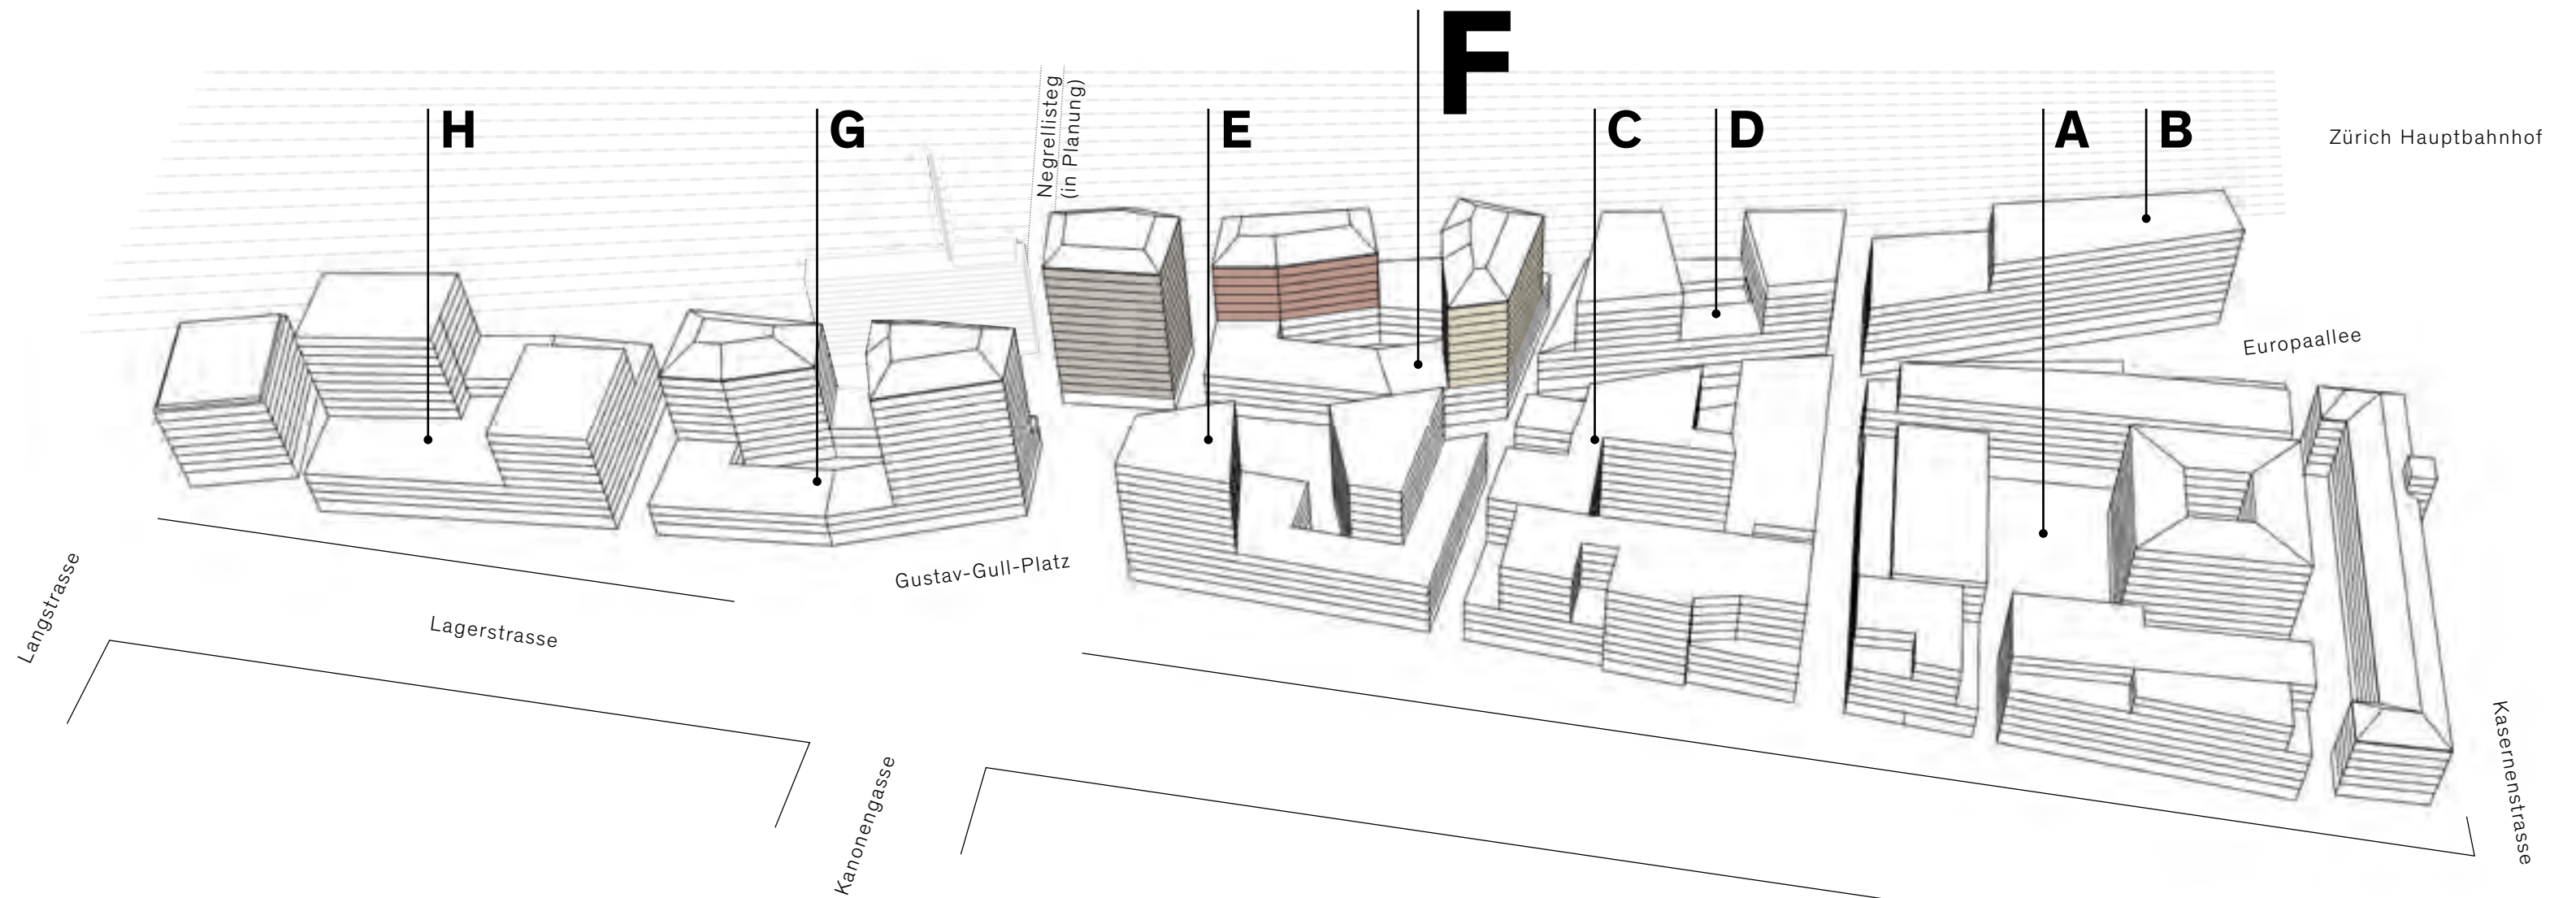 F
H
G
Negrellisteg
(in Planung)
E
C
D
A
B
Zürich Hauptbahnhof
Europaallee
Gustav-Gull-Platz
Langstrasse
Lagerstrasse
Kanonengasse
Kasernenstrasse